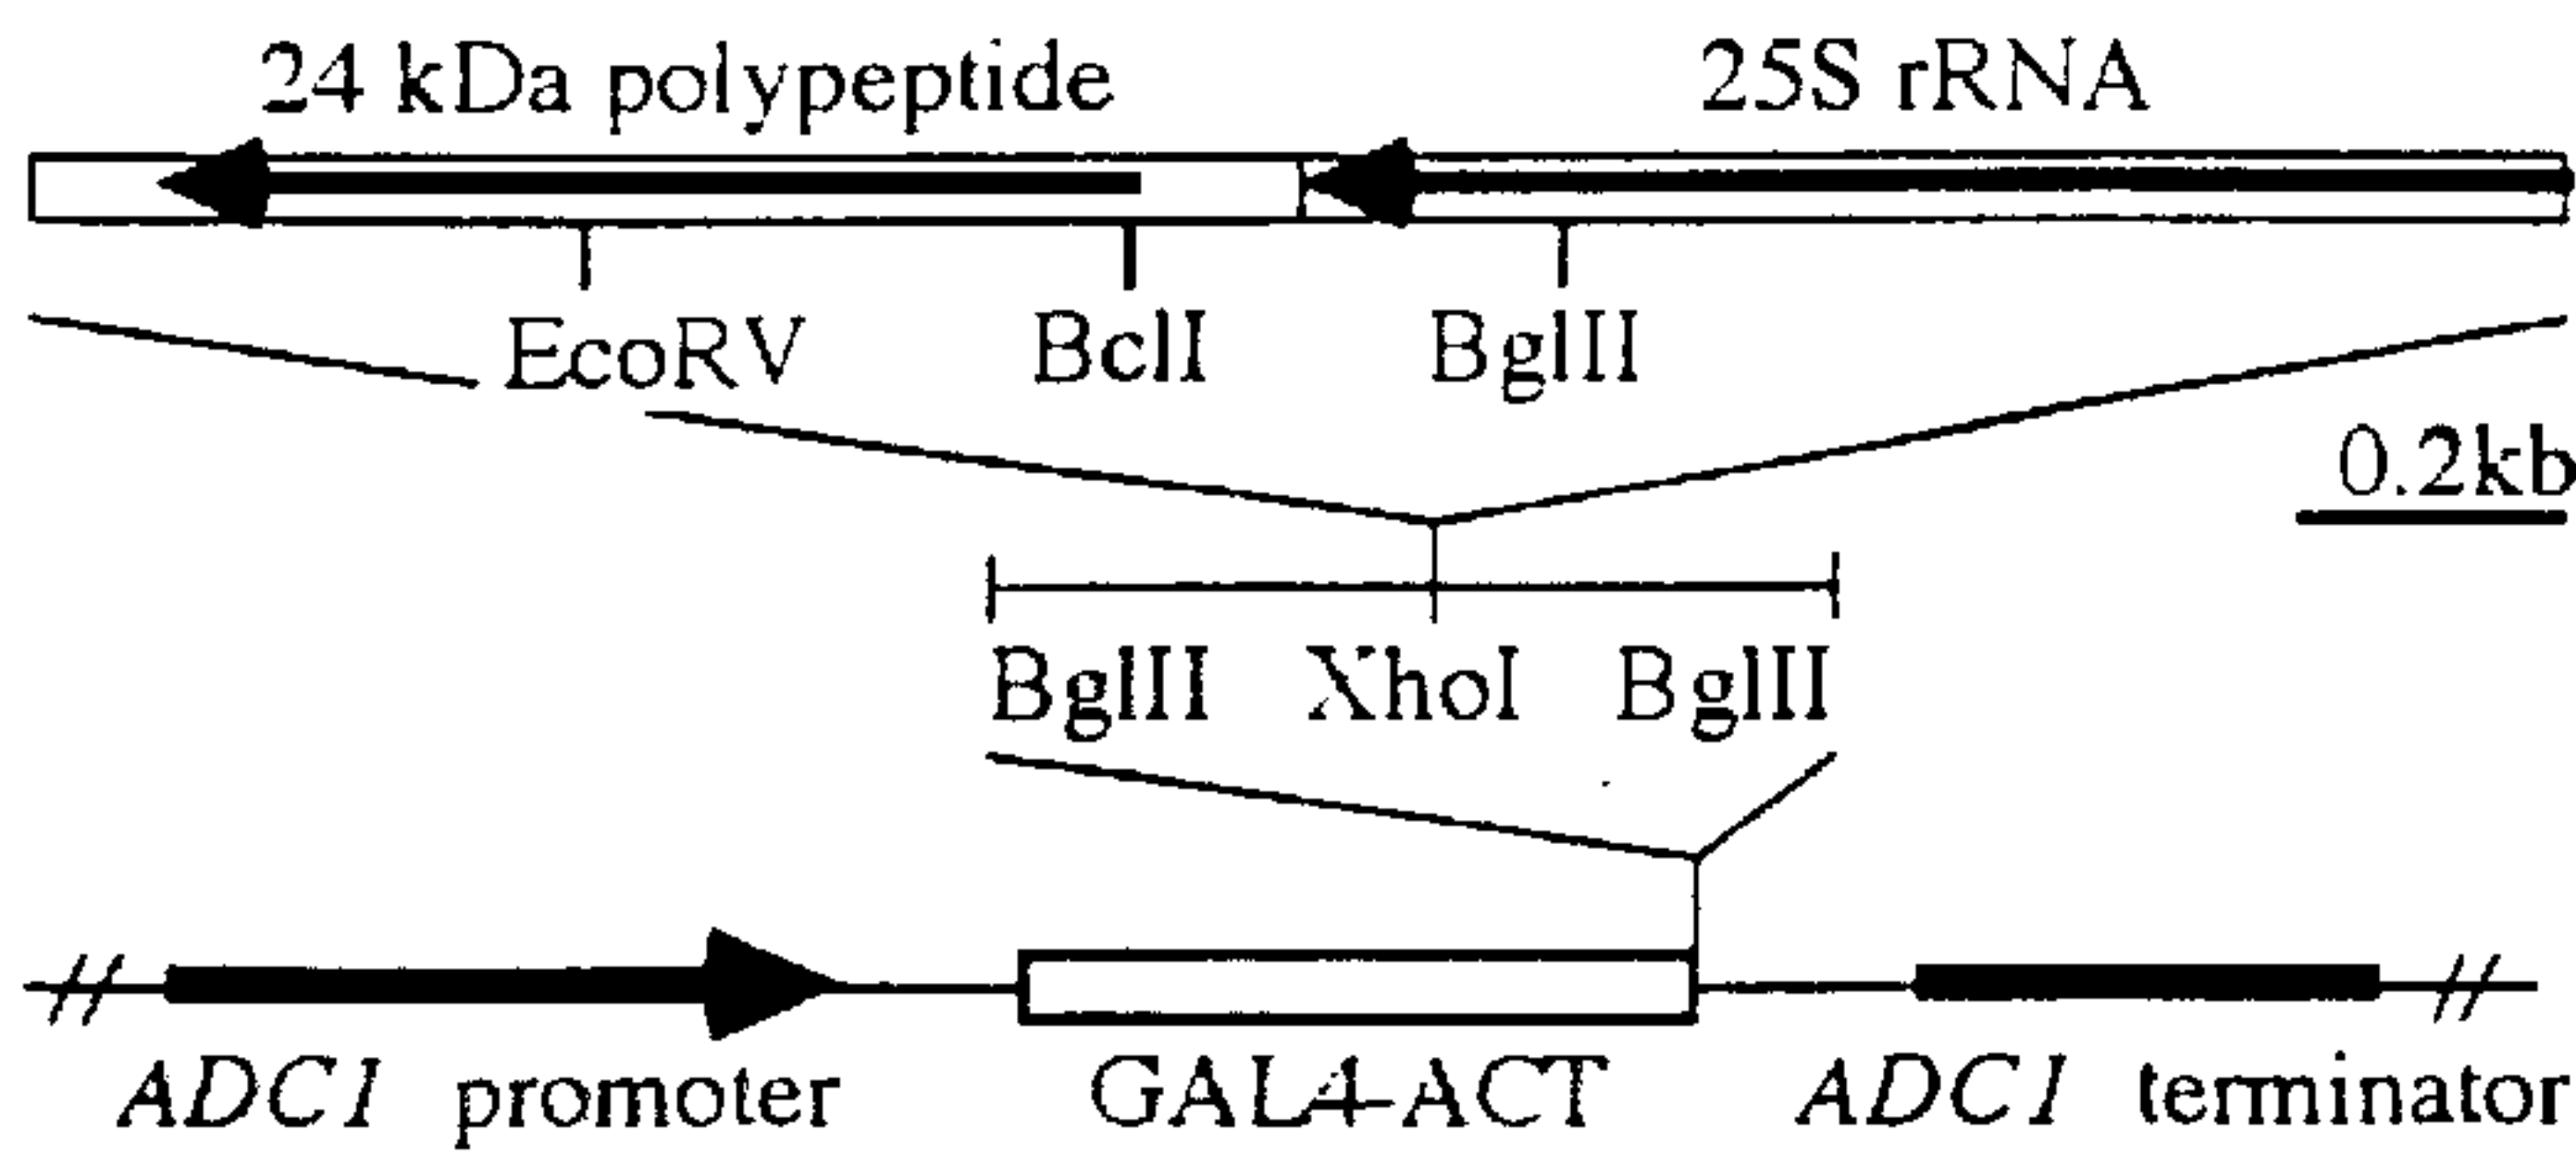 24 kDa polypeptide 25S rRNA
EcoRV BclI BglII
0.2kb
BglII XhoI BglII
ADC1 promoter GAL4-ACT ADC1 terminator